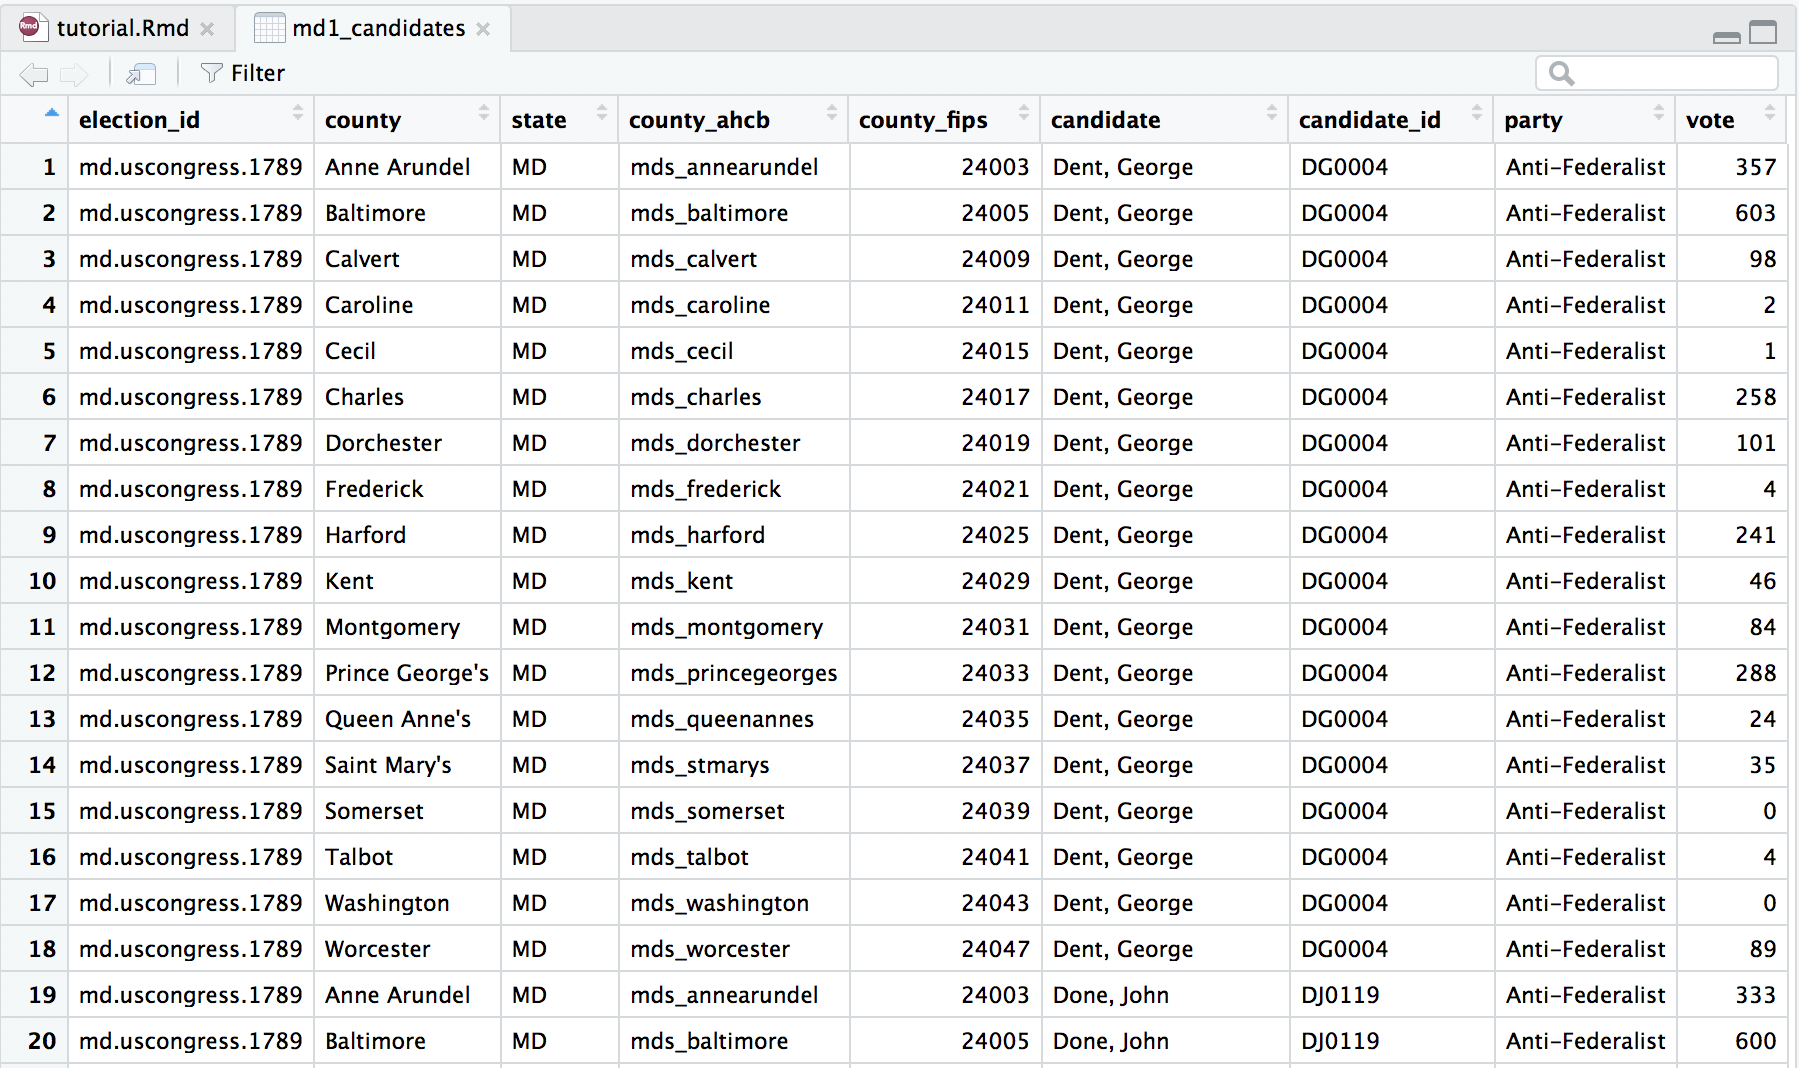 tutorial.Rmd md1_candidates
Filter
election_id county state county_ahcb county_fips candidate candidate_id party vote
1 md.uscongress.1789 Anne Arundel MD mds_annearundel 24003 Dent, George DG0004 Anti-Federalist 357
2 md.uscongress.1789 Baltimore MD mds_baltimore 24005 Dent, George DG0004 Anti-Federalist 603
3 md.uscongress.1789 Calvert MD mds_calvert 24009 Dent, George DG0004 Anti-Federalist 98
4 md.uscongress.1789 Caroline MD mds_caroline 24011 Dent, George DG0004 Anti-Federalist 2
5 md.uscongress.1789 Cecil MD mds_cecil 24015 Dent, George DG0004 Anti-Federalist 1
6 md.uscongress.1789 Charles MD mds_charles 24017 Dent, George DG0004 Anti-Federalist 258
7 md.uscongress.1789 Dorchester MD mds_dorchester 24019 Dent, George DG0004 Anti-Federalist 101
8 md.uscongress.1789 Frederick MD mds_frederick 24021 Dent, George DG0004 Anti-Federalist 4
9 md.uscongress.1789 Harford MD mds_harford 24025 Dent, George DG0004 Anti-Federalist 241
10 md.uscongress.1789 Kent MD mds_kent 24029 Dent, George DG0004 Anti-Federalist 46
11 md.uscongress.1789 Montgomery MD mds_montgomery 24031 Dent, George DG0004 Anti-Federalist 84
12 md.uscongress.1789 Prince George's MD mds_princegeorges 24033 Dent, George DG0004 Anti-Federalist 288
13 md.uscongress.1789 Queen Anne's MD mds_queenannes 24035 Dent, George DG0004 Anti-Federalist 24
14 md.uscongress.1789 Saint Mary's MD mds_stmarys 24037 Dent, George DG0004 Anti-Federalist 35
15 md.uscongress.1789 Somerset MD mds_somerset 24039 Dent, George DG0004 Anti-Federalist 0
16 md.uscongress.1789 Talbot MD mds_talbot 24041 Dent, George DG0004 Anti-Federalist 4
17 md.uscongress.1789 Washington MD mds_washington 24043 Dent, George DG0004 Anti-Federalist 0
18 md.uscongress.1789 Worcester MD mds_worcester 24047 Dent, George DG0004 Anti-Federalist 89
19 md.uscongress.1789 Anne Arundel MD mds_annearundel 24003 Done, John DJ0119 Anti-Federalist 333
20 md.uscongress.1789 Baltimore MD mds_baltimore 24005 Done, John DJ0119 Anti-Federalist 600